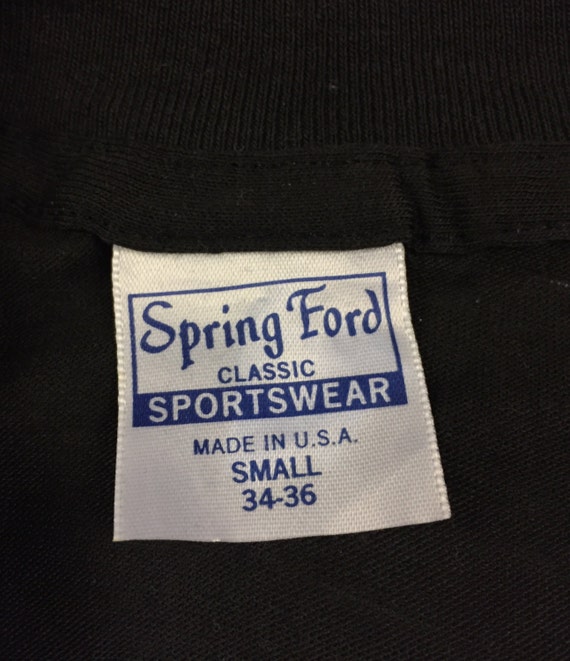 Spring Ford
CLASSIC
SPORTSWEAR
MADE IN U.S.A.
SMALL
34-36